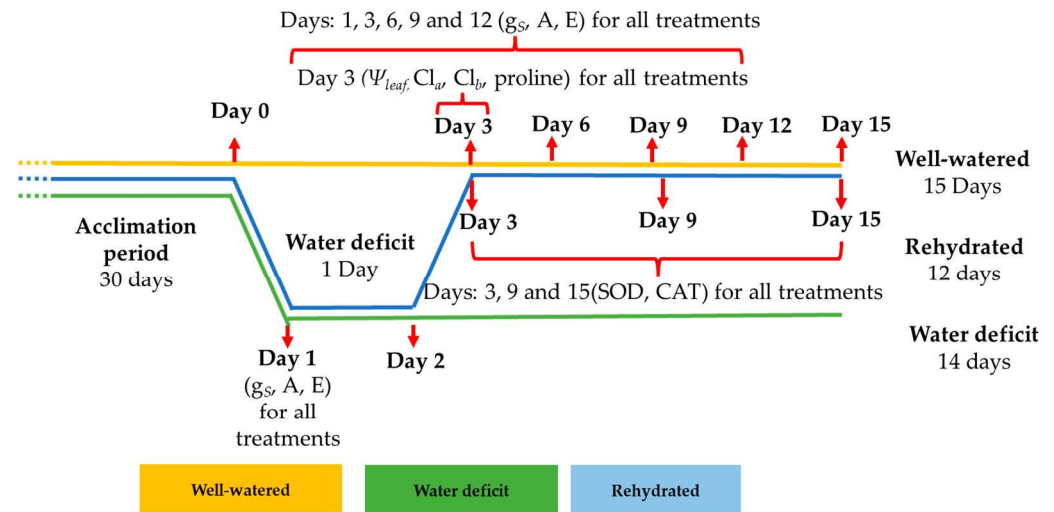 Days: 1, 3, 6, 9 and 12 (gS, A, E) for all treatments
Day 3 (Ψleaf, Cla, Clb, proline) for all treatments
Day 0
Day 3
Day 6
Day 9
Day 12
Day 15
Well-watered
15 Days
Acclimation
period
30 days
Water deficit
1 Day
Day 3
Day 9
Day 15
Rehydrated
12 days
Days: 3, 9 and 15(SOD, CAT) for all treatments
Water deficit
14 days
Day 1
(gS, A, E)
for all
treatments
Day 2
Well-watered
Water deficit
Rehydrated